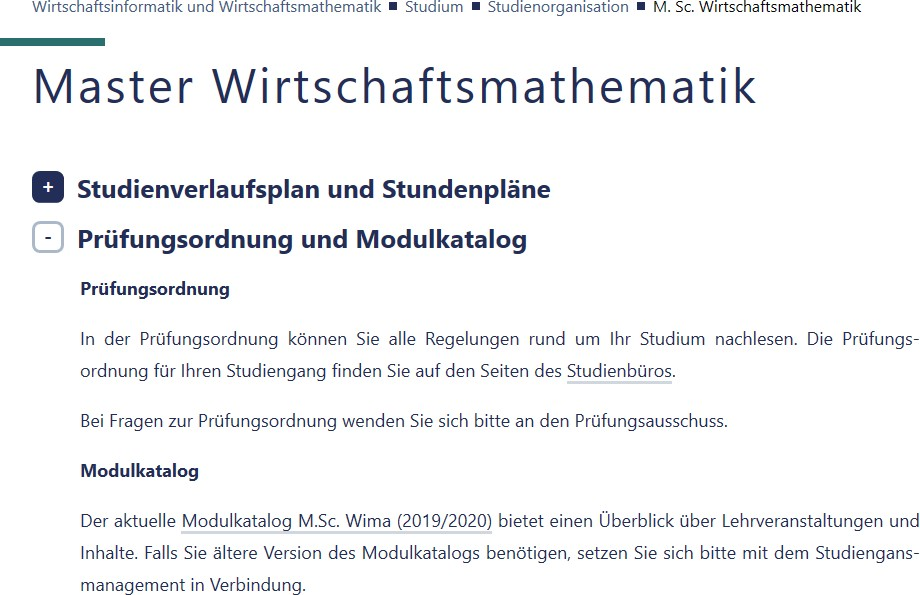 Wirtschaftsinformatik und Wirtschaftsmathematik ■ Studium ■ Studienorganisation ■ M. Sc. Wirtschaftsmathematik
Master Wirtschaftsmathematik
+ Studienverlaufsplan und Stundenpläne
- Prüfungsordnung und Modulkatalog
Prüfungsordnung
In der Prüfungsordnung können Sie alle Regelungen rund um Ihr Studium nachlesen. Die Prüfungs-
ordnung für Ihren Studiengang finden Sie auf den Seiten des Studienbüros.
Bei Fragen zur Prüfungsordnung wenden Sie sich bitte an den Prüfungsausschuss.
Modulkatalog
Der aktuelle Modulkatalog M.Sc. Wima (2019/2020) bietet einen Überblick über Lehrveranstaltungen und
Inhalte. Falls Sie ältere Version des Modulkatalogs benötigen, setzen Sie sich bitte mit dem Studiengans-
management in Verbindung.